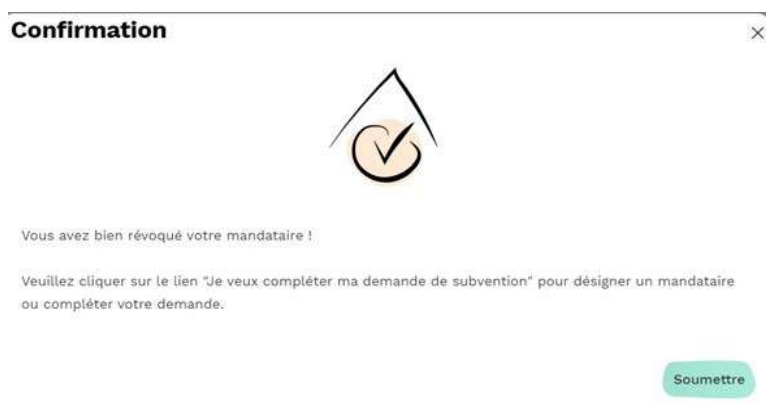 Confirmation
Vous avez bien révoqué votre mandataire !
Veuillez cliquer sur le lien "Je veux compléter ma demande de subvention" pour désigner un mandataire
ou compléter votre demande.
Soumettre